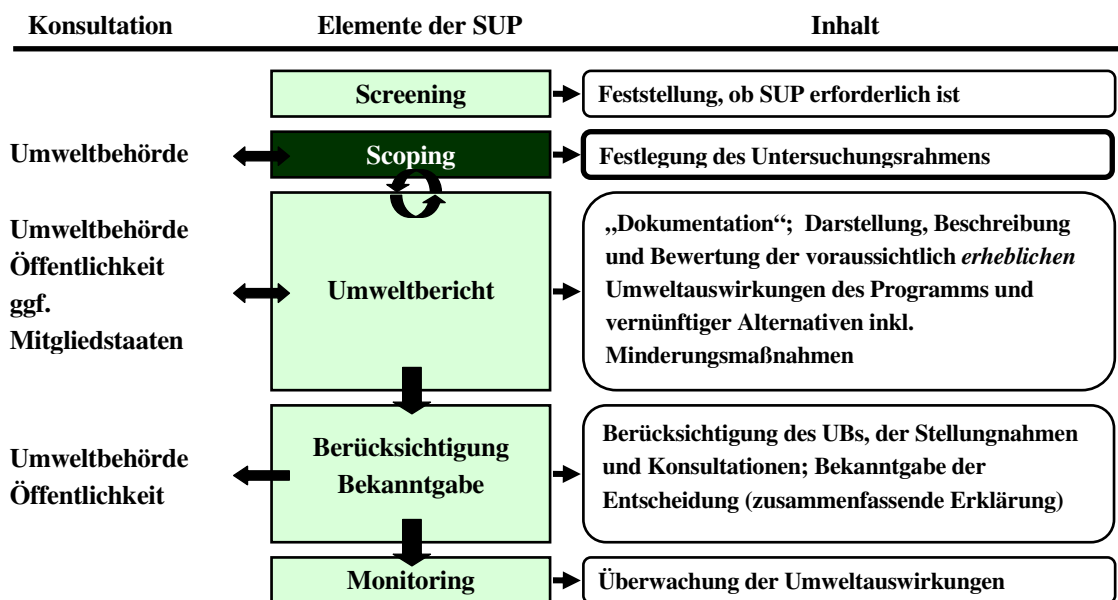 Konsultation Elemente der SUP Inhalt
Screening
Feststellung, ob SUP erforderlich ist
Umweltbehörde
Scoping
Festlegung des Untersuchungsrahmens
Umweltbehörde
Öffentlichkeit
ggf.
Mitgliedstaaten
Umweltbericht
„Dokumentation“; Darstellung, Beschreibung
und Bewertung der voraussichtlich erheblichen
Umweltauswirkungen des Programms und
vernünftiger Alternativen inkl.
Minderungsmaßnahmen
Umweltbehörde
Öffentlichkeit
Berücksichtigung
Bekanntgabe
Berücksichtigung des UBs, der Stellungnahmen
und Konsultationen; Bekanntgabe der
Entscheidung (zusammenfassende Erklärung)
Monitoring
Überwachung der Umweltauswirkungen